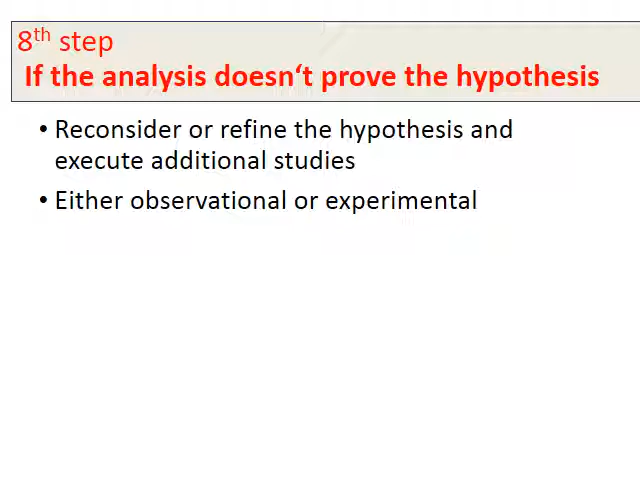 8th step
If the analysis doesn‘t prove the hypothesis
• Reconsider or refine the hypothesis and
execute additional studies
• Either observational or experimental